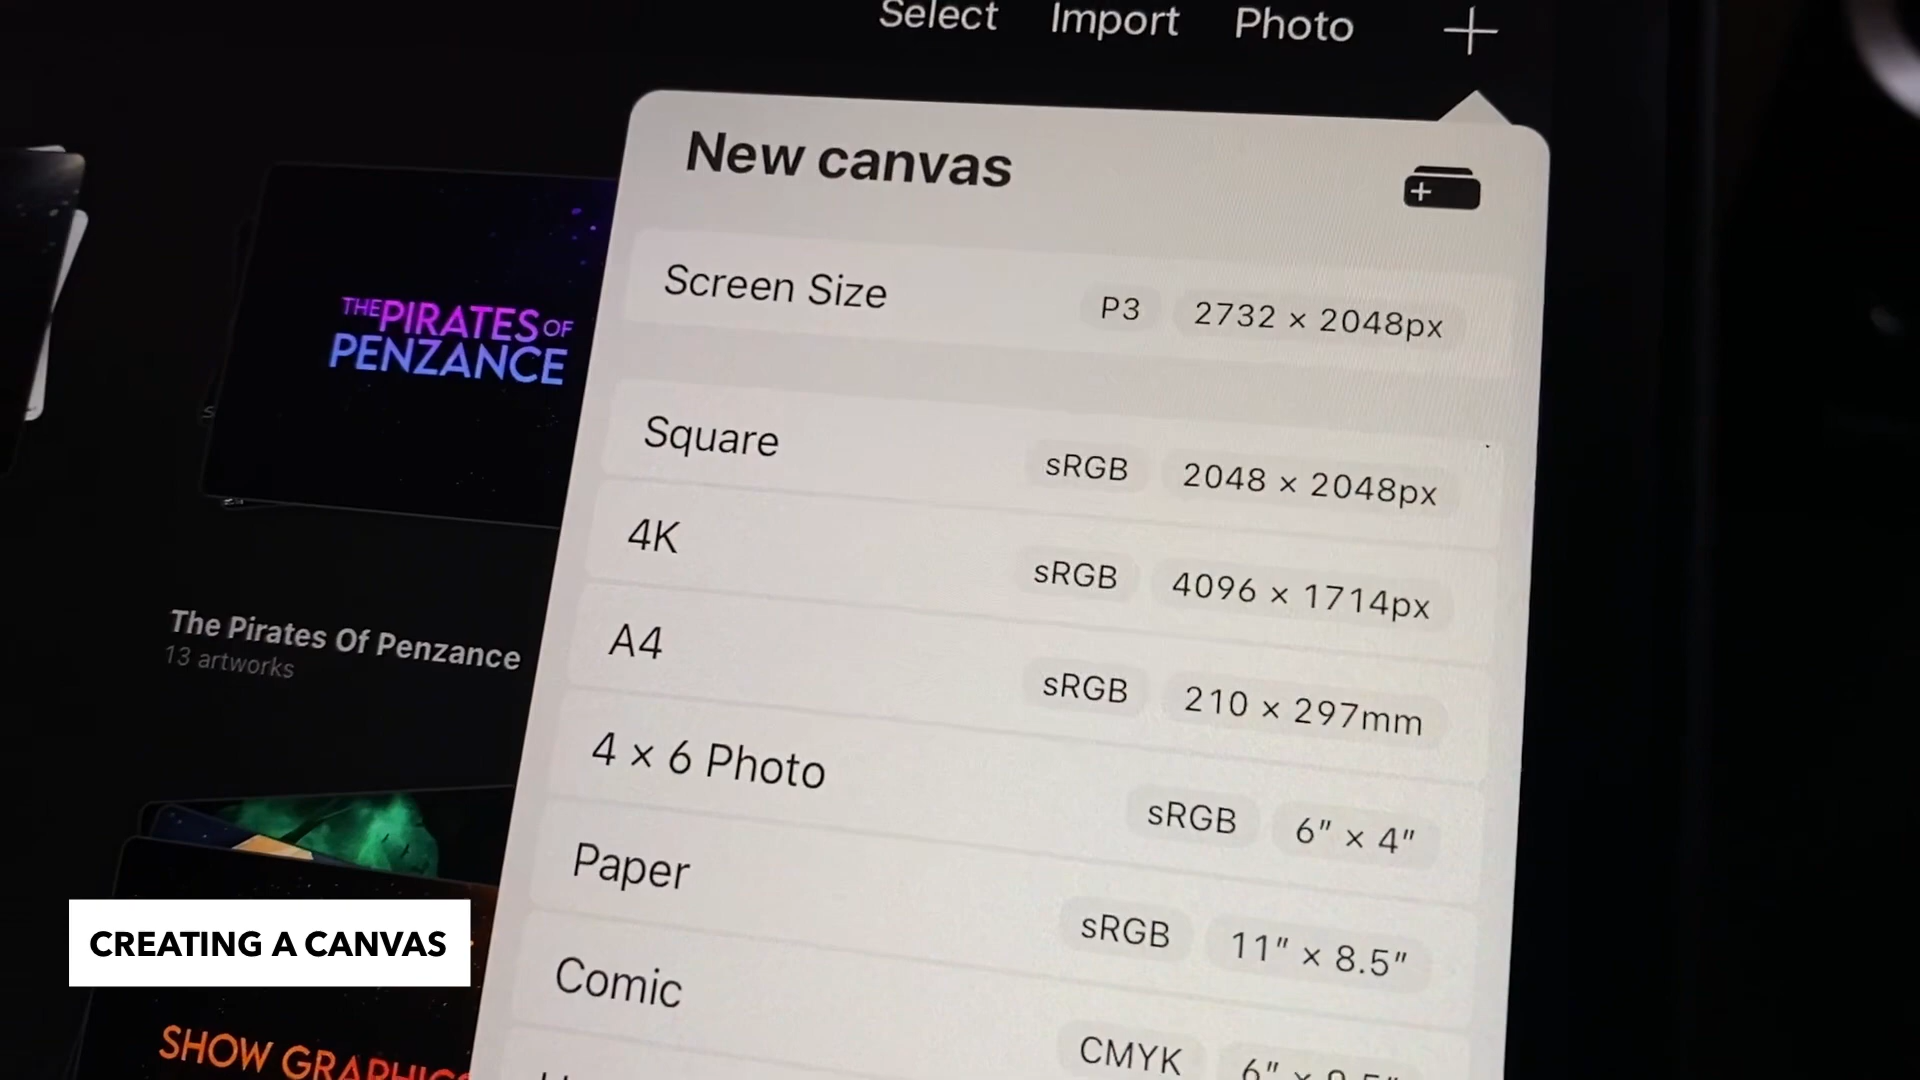 Select Import Photo
New canvas
Screen Size P3 2732 × 2048px
Square sRGB 2048 × 2048px
4K sRGB 4096 × 1714px
A4 sRGB 210 × 297mm
4 × 6 Photo sRGB 6" × 4"
Paper sRGB 11" × 8.5"
Comic CMYK
THE PIRATES OF
PENZANCE
The Pirates Of Penzance
13 artworks
CREATING A CANVAS
SHOW GRAPHICS